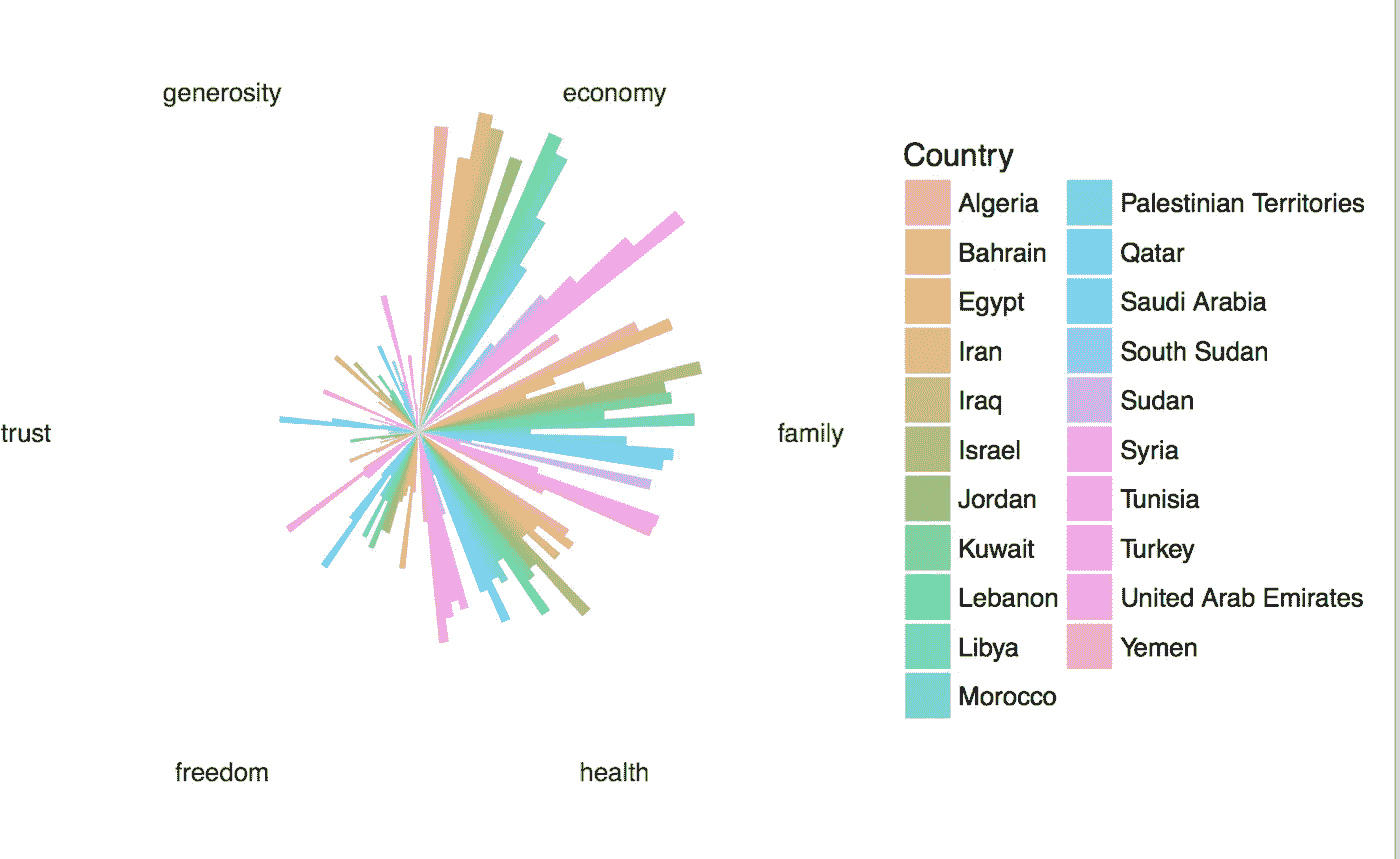 generosity
economy
trust
family
freedom
health
Country
Algeria
Bahrain
Egypt
Iran
Iraq
Israel
Jordan
Kuwait
Lebanon
Libya
Morocco
Palestinian Territories
Qatar
Saudi Arabia
South Sudan
Sudan
Syria
Tunisia
Turkey
United Arab Emirates
Yemen